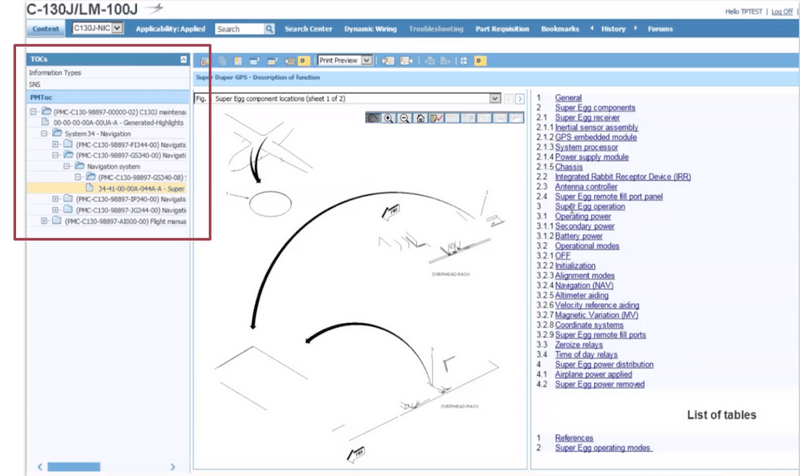 C-130J/LM-100J
Hello TPTEST | Log Off
Content C130J-NIC Applicability: Applied Search Search Center Dynamic Wiring Troubleshooting Part Requisition Bookmarks History Forums
TOCs
Information Types
SNS
PMToc
(PMC-C130-98897-00000-02) C130J maintenan
00-00-00-00A-00UA-A - Generated-Highlights
System 34 - Navigation
(PMC-C130-98897-FI344-00) Navigatio
(PMC-C130-98897-GS340-00) Navigati
Navigation system
(PMC-C130-98897-GS340-08) S
34-41-00-00A-044A-A - Super
(PMC-C130-98897-IP340-00) Navigatio
(PMC-C130-98897-JG344-00) Navigatio
(PMC-C130-98897-AI000-00) Flight manua
Print Preview
Super Duper GPS - Description of function
Fig. Super Egg component locations (sheet 1 of 2)
OVERHEAD RACK
OVERHEAD RACK
1 General
2 Super Egg components
2.1 Super Egg receiver
2.1.1 Inertial sensor assembly
2.1.2 GPS embedded module
2.1.3 System processor
2.1.4 Power supply module
2.1.5 Chassis
2.2 Integrated Rabbit Receptor Device (IRR)
2.3 Antenna controller
2.4 Super Egg remote fill port panel
3 Super Egg operation
3.1 Operating power
3.1.1 Secondary power
3.1.2 Battery power
3.2 Operational modes
3.2.1 OFF
3.2.2 Initialization
3.2.3 Alignment modes
3.2.4 Navigation (NAV)
3.2.5 Altimeter aiding
3.2.6 Velocity reference aiding
3.2.7 Magnetic Variation (MV)
3.2.8 Coordinate systems
3.2.9 Super Egg remote fill ports
3.3 Zeroize relays
3.4 Time of day relays
4 Super Egg power distribution
4.1 Airplane power applied
4.2 Super Egg power removed
List of tables
1 References
2 Super Egg operating modes